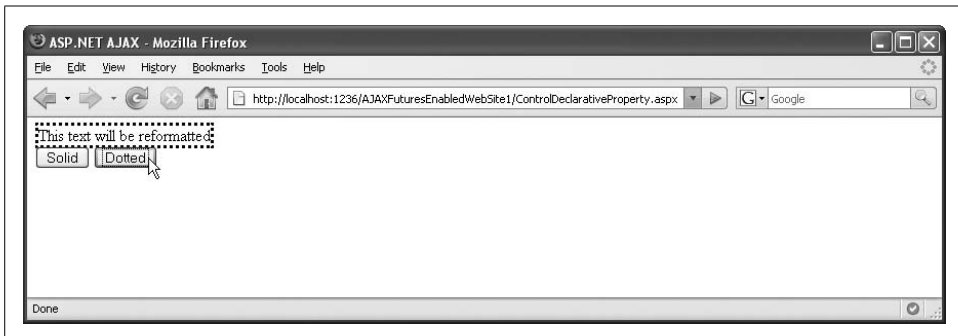 ASP.NET AJAX - Mozilla Firefox
File Edit View History Bookmarks Tools Help
http://localhost:1236/AJAXFuturesEnabledWebSite1/ControlDeclarativeProperty.aspx G Google
This text will be reformatted
Solid Dotted
Done